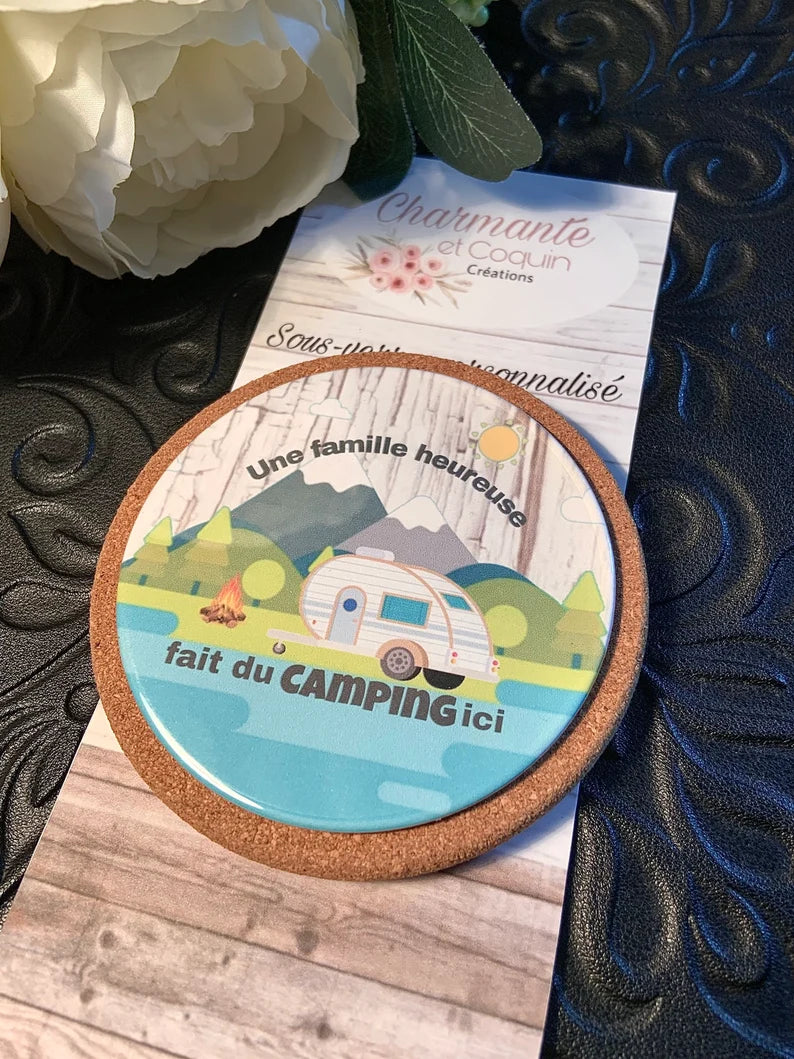 Charmante
et Coquin
Créations
Une famille heureuse
fait du CAMPING ici